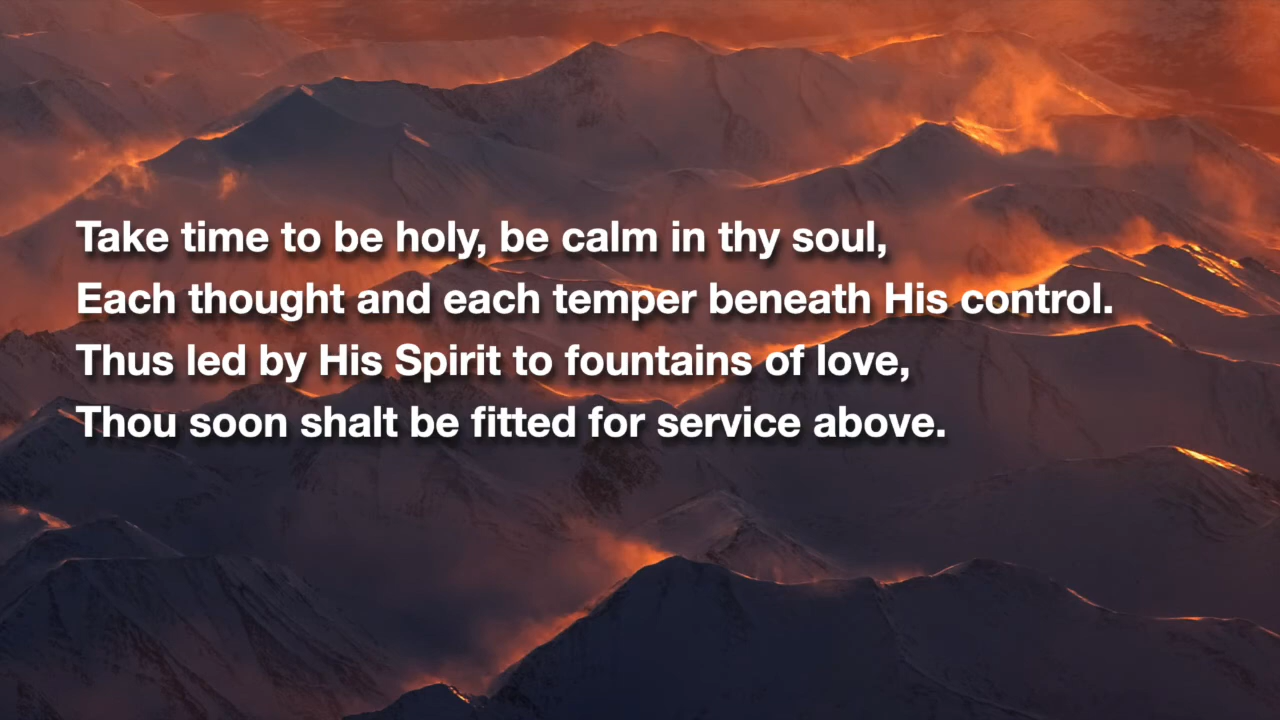 Take time to be holy, be calm in thy soul,
Each thought and each temper beneath His control.
Thus led by His Spirit to fountains of love,
Thou soon shalt be fitted for service above.